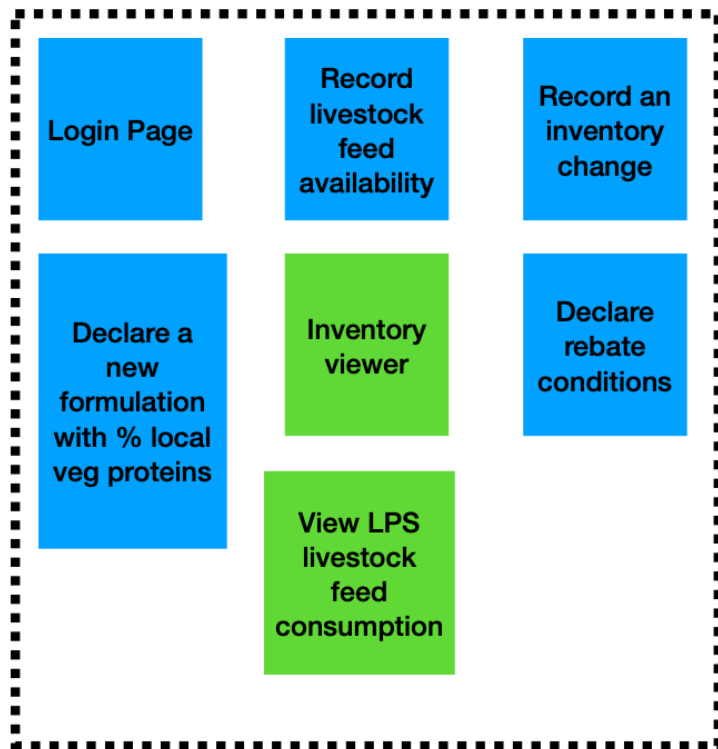 Login Page
Record
livestock
feed
availability
Record an
inventory
change
Declare a
new
formulation
with % local
veg proteins
Inventory
viewer
Declare
rebate
conditions
View LPS
livestock
feed
consumption